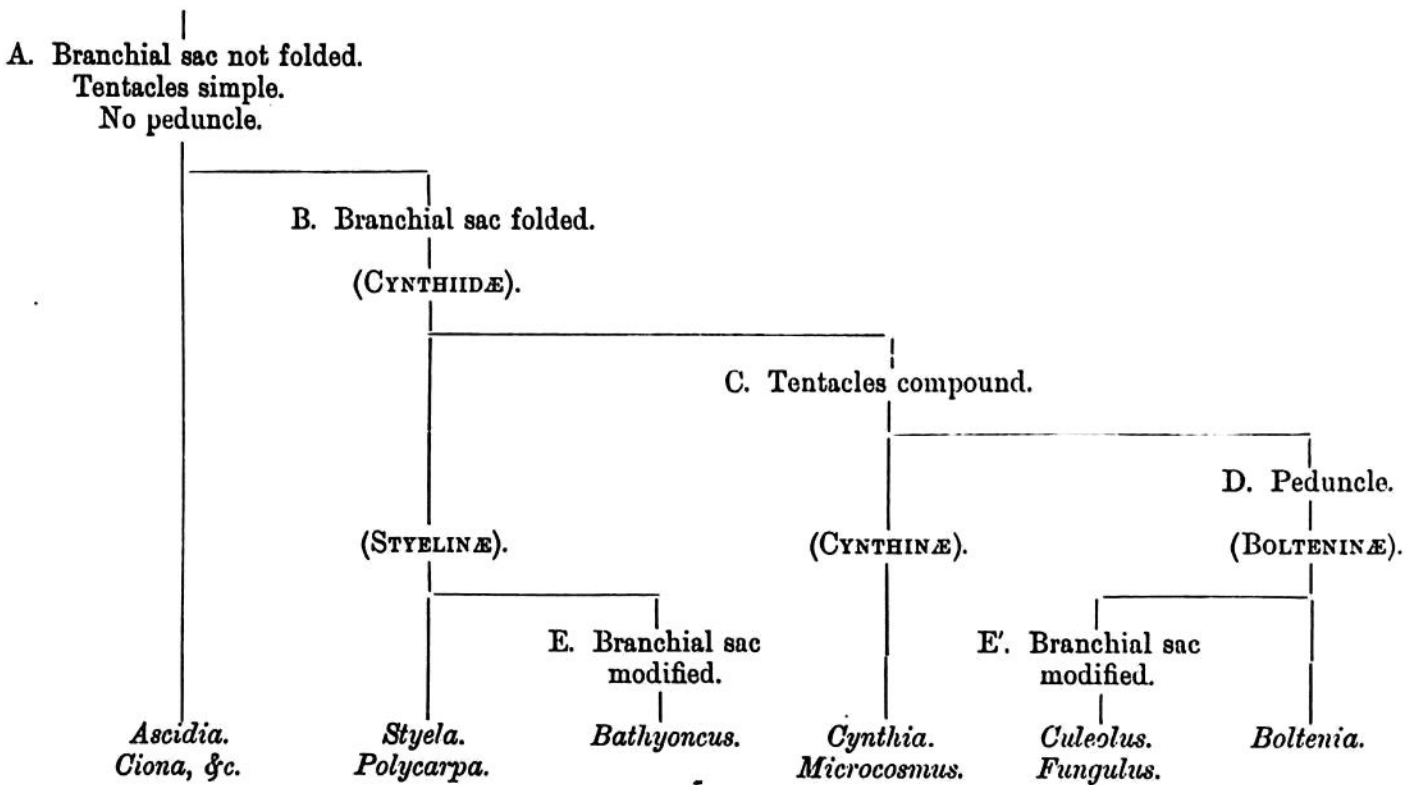 A. Branchial sac not folded.
Tentacles simple.
No peduncle.
B. Branchial sac folded.
(CYNTHIIDÆ).
C. Tentacles compound.
D. Peduncle.
(STYELINÆ).
(CYNTHINÆ).
(BOLTENINÆ).
E. Branchial sac
modified.
E'. Branchial sac
modified.
Ascidia.
Ciona, &c.
Styela.
Polycarpa.
Bathyoncus.
Cynthia.
Microcosmus.
Culeolus.
Fungulus.
Boltenia.